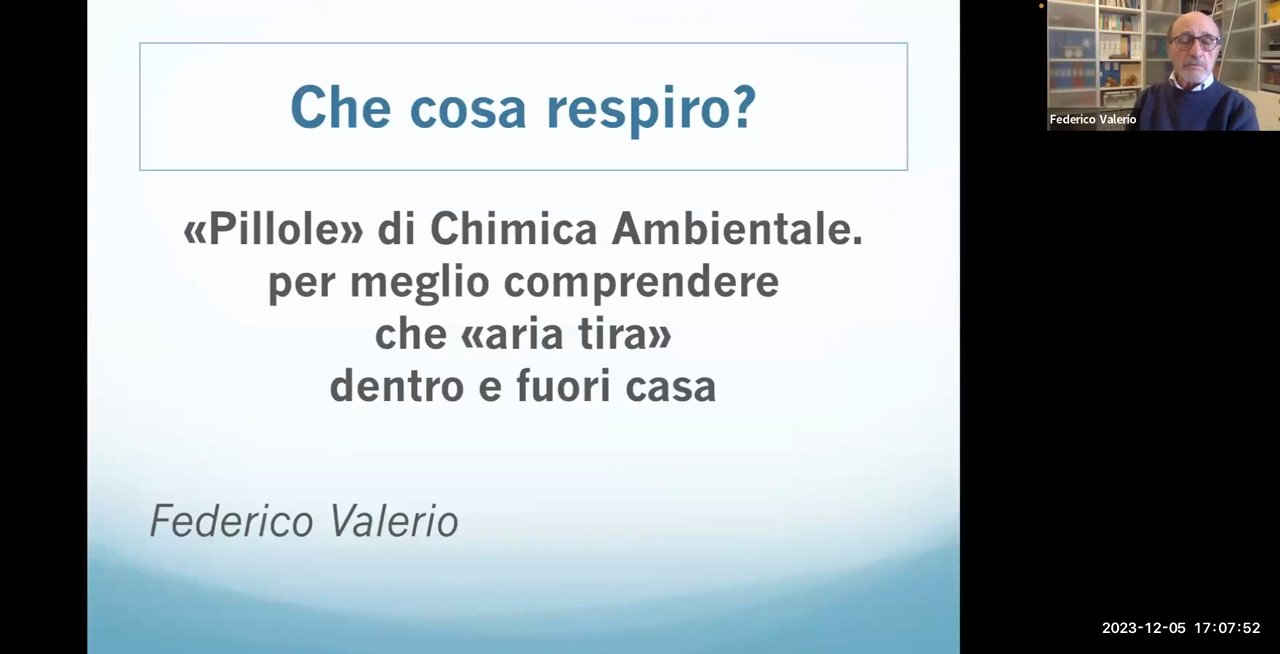 Che cosa respiro?
«Pillole» di Chimica Ambientale.
per meglio comprendere
che «aria tira»
dentro e fuori casa
Federico Valerio
Federico Valerio
2023-12-05 17:07:52